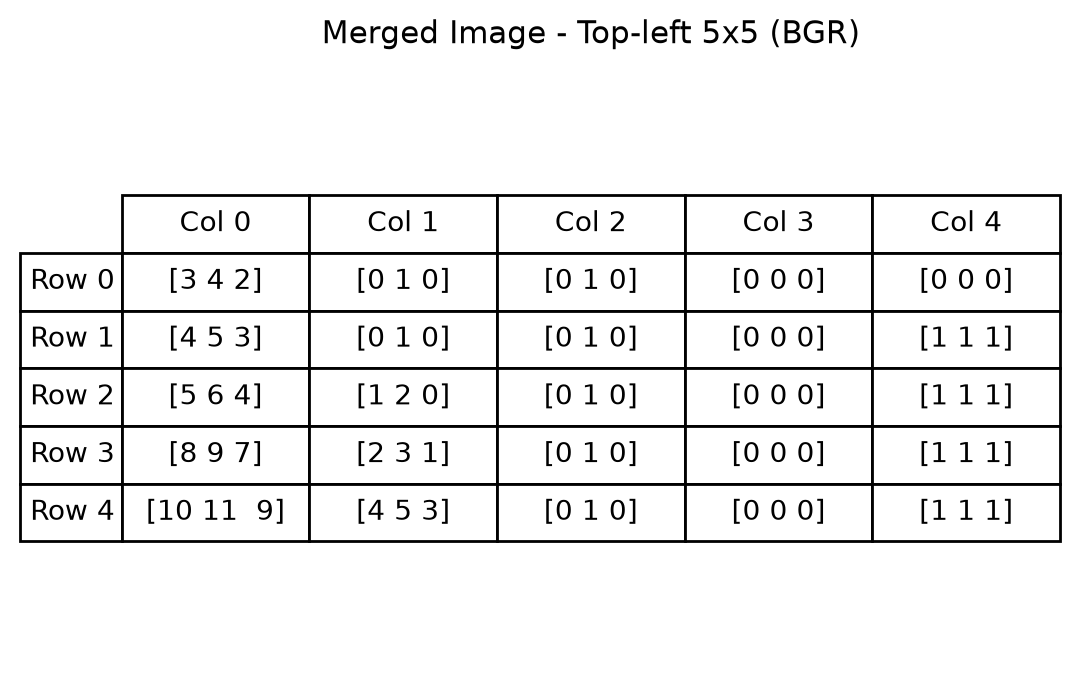 Merged Image - Top-left 5x5 (BGR)
Col 0 Col 1 Col 2 Col 3 Col 4
Row 0 [3 4 2] [0 1 0] [0 1 0] [0 0 0] [0 0 0]
Row 1 [4 5 3] [0 1 0] [0 1 0] [0 0 0] [1 1 1]
Row 2 [5 6 4] [1 2 0] [0 1 0] [0 0 0] [1 1 1]
Row 3 [8 9 7] [2 3 1] [0 1 0] [0 0 0] [1 1 1]
Row 4 [10 11  9] [4 5 3] [0 1 0] [0 0 0] [1 1 1]